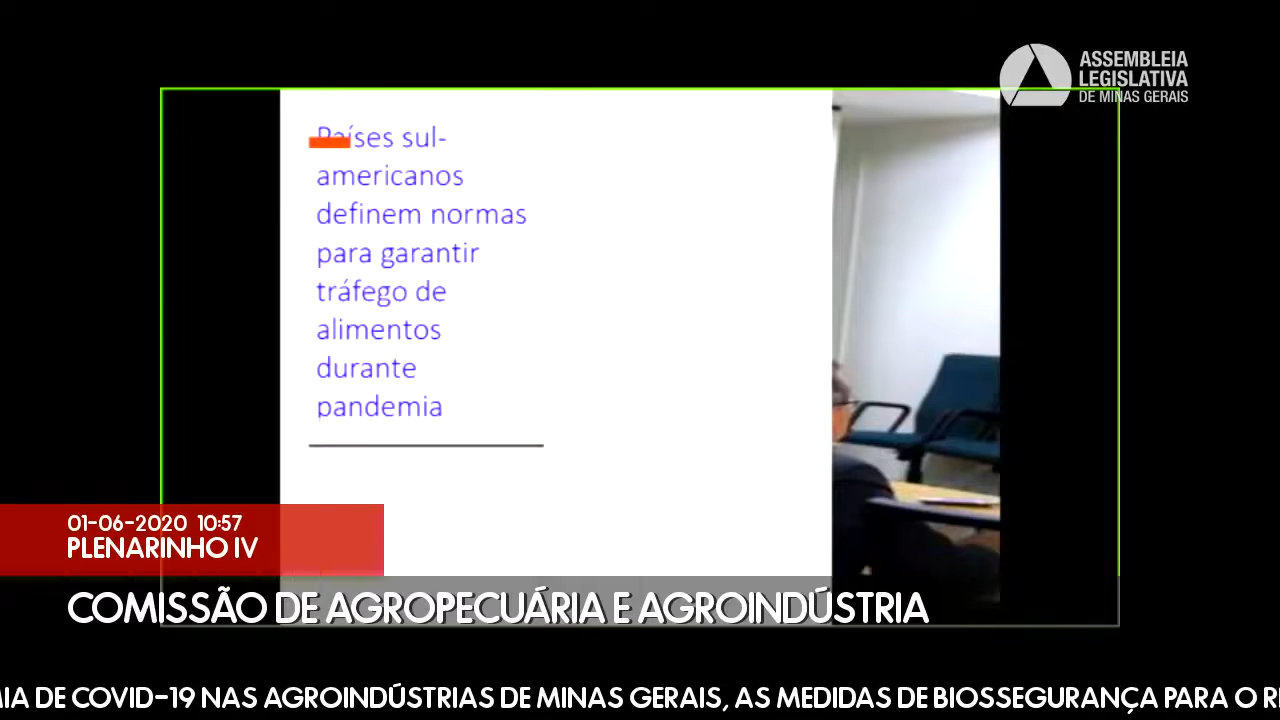 ASSEMBLEIA
LEGISLATIVA
DE MINAS GERAIS
Países sul-
americanos
definem normas
para garantir
tráfego de
alimentos
durante
pandemia
01-06-2020 10:57
PLENARINHO IV
COMISSÃO DE AGROPECUÁRIA E AGROINDÚSTRIA
DE COVID-19 NAS AGROINDÚSTRIAS DE MINAS GERAIS, AS MEDIDAS DE BIOSSEGURANÇA PARA O